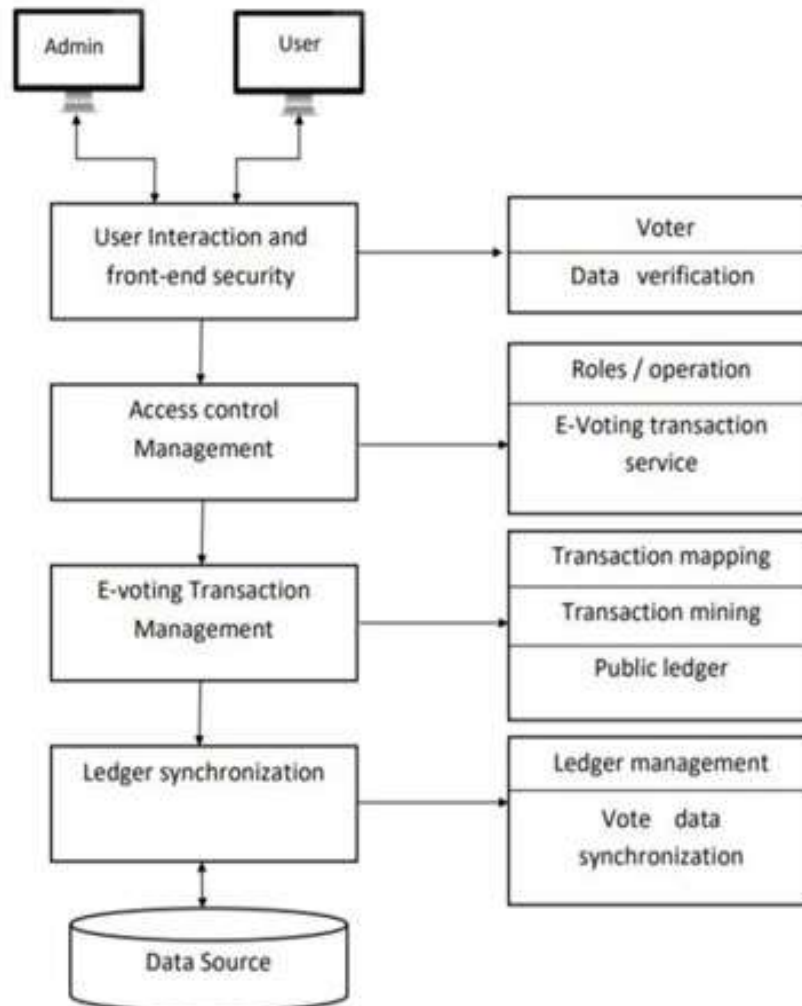 Admin
User
User Interaction and
front-end security
Voter
Data verification
Access control
Management
Roles / operation
E-Voting transaction
service
E-voting Transaction
Management
Transaction mapping
Transaction mining
Public ledger
Ledger synchronization
Ledger management
Vote data
synchronization
Data Source